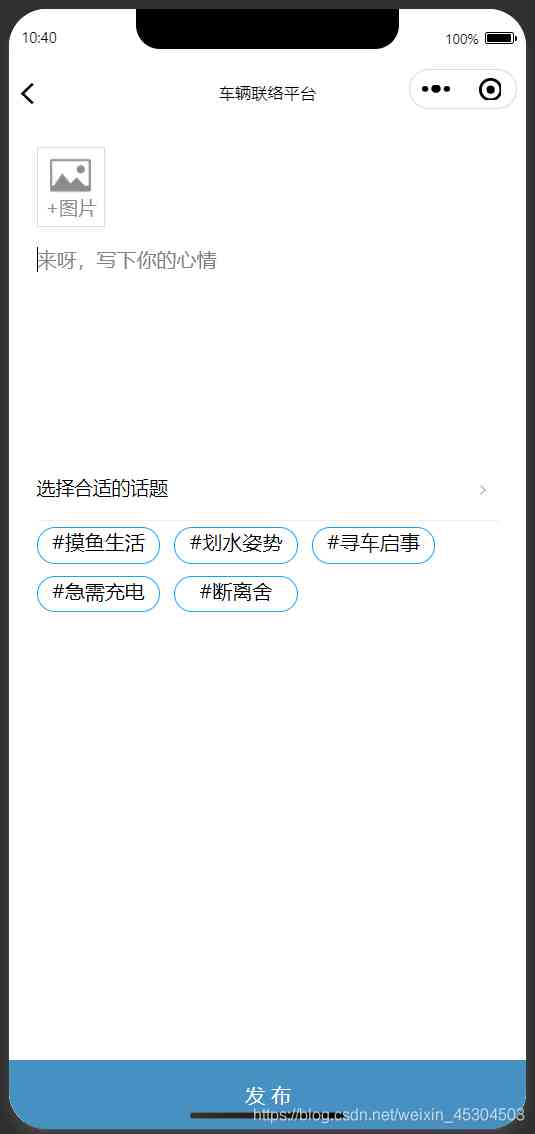 10:40
100%
车辆联络平台
+图片
来呀，写下你的心情
选择合适的话题
#摸鱼生活 #划水姿势 #寻车启事
#急需充电 #断离舍
发布
https://blog.csdn.net/weixin_45304503